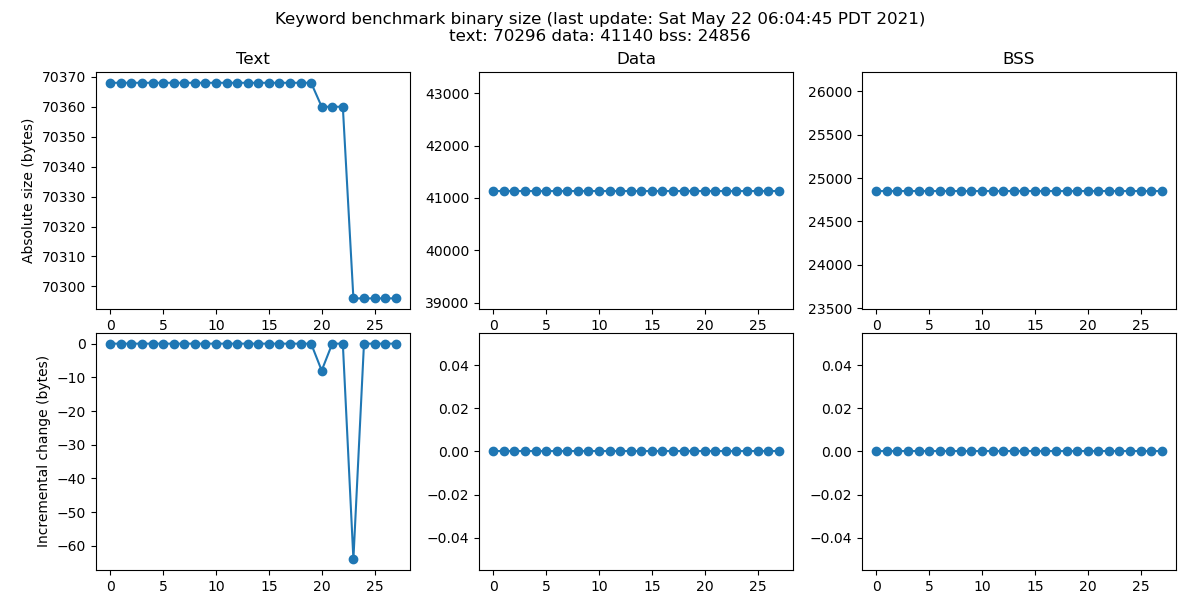 Keyword benchmark binary size (last update: Sat May 22 06:04:45 PDT 2021)
text: 70296 data: 41140 bss: 24856
Text
Data
BSS
Absolute size (bytes)
70370
70360
70350
70340
70330
70320
70310
70300
0 5 10 15 20 25
43000
42000
41000
40000
39000
0 5 10 15 20 25
26000
25500
25000
24500
24000
23500
0 5 10 15 20 25
Incremental change (bytes)
0
−10
−20
−30
−40
−50
−60
0 5 10 15 20 25
0.04
0.02
0.00
−0.02
−0.04
0 5 10 15 20 25
0.04
0.02
0.00
−0.02
−0.04
0 5 10 15 20 25